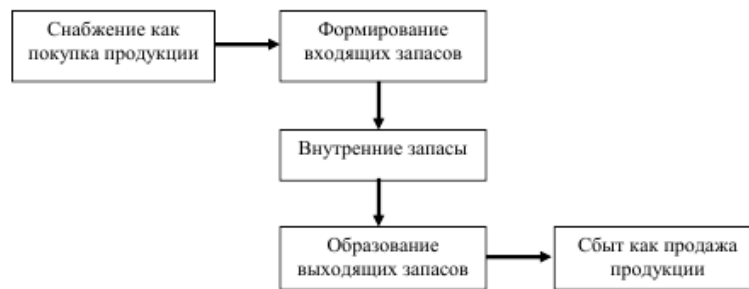 Снабжение как
покупка продукции
Формирование
входящих запасов
Внутренние запасы
Образование
выходящих запасов
Сбыт как продажа
продукции